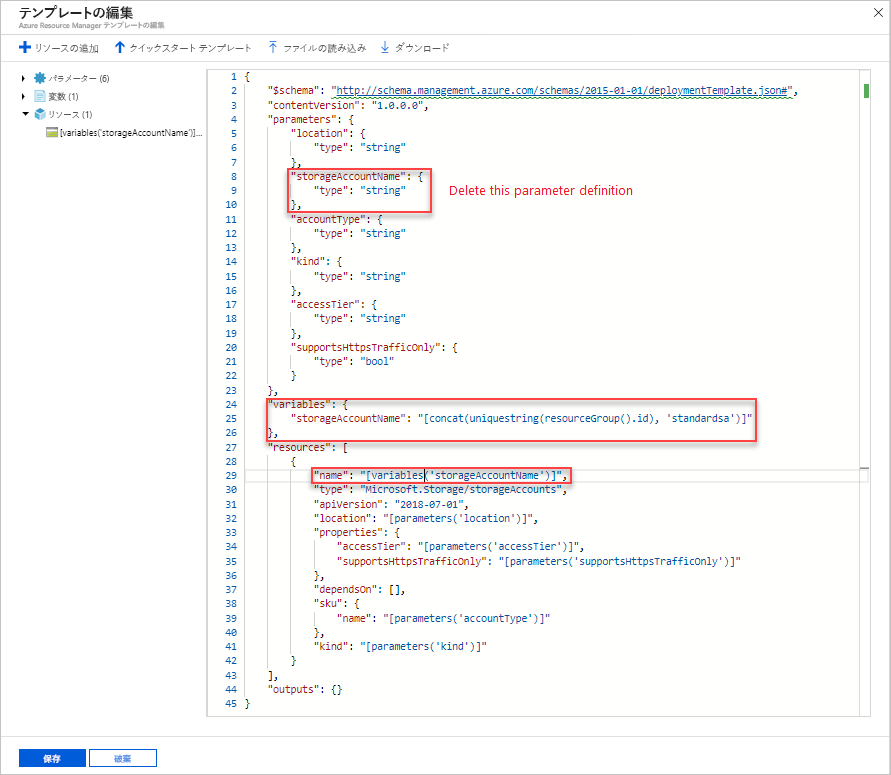 テンプレートの編集
Azure Resource Manager テンプレートの編集
リソースの追加 クイックスタート テンプレート ファイルの読み込み ダウンロード
パラメーター (6)
変数 (1)
リソース (1)
[variables('storageAccountName')]...
1 {
2 "$schema": "http://schema.management.azure.com/schemas/2015-01-01/deploymentTemplate.json#",
3 "contentVersion": "1.0.0.0",
4 "parameters": {
5 "location": {
6 "type": "string"
7 },
8 "storageAccountName": {
9 "type": "string" Delete this parameter definition
10 },
11 "accountType": {
12 "type": "string"
13 },
14 "kind": {
15 "type": "string"
16 },
17 "accessTier": {
18 "type": "string"
19 },
20 "supportsHttpsTrafficOnly": {
21 "type": "bool"
22 }
23 },
24 "variables": {
25 "storageAccountName": "[concat(uniquestring(resourceGroup().id), 'standardsa')]"
26 },
27 "resources": [
28 {
29 "name": "[variables('storageAccountName')]",
30 "type": "Microsoft.Storage/storageAccounts",
31 "apiVersion": "2018-07-01",
32 "location": "[parameters('location')]",
33 "properties": {
34 "accessTier": "[parameters('accessTier')]",
35 "supportsHttpsTrafficOnly": "[parameters('supportsHttpsTrafficOnly')]"
36 },
37 "dependsOn": [],
38 "sku": {
39 "name": "[parameters('accountType')]"
40 },
41 "kind": "[parameters('kind')]"
42 }
43 ],
44 "outputs": {}
45 }
保存 破棄